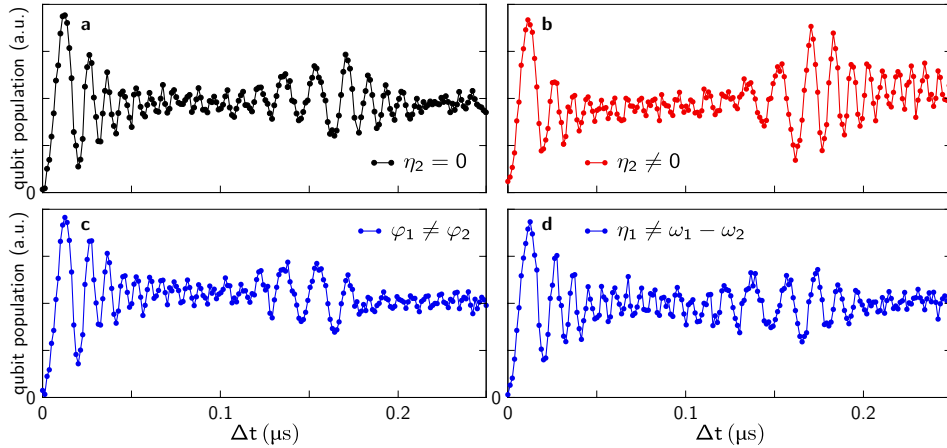 a
b
qubit population (a.u.)
η₂ = 0
η₂ ≠ 0
0
c
φ₁ ≠ φ₂
d
η₁ ≠ ω₁ − ω₂
qubit population (a.u.)
0
0
0.1
0.2
0
0.1
0.2
Δt (μs)
Δt (μs)